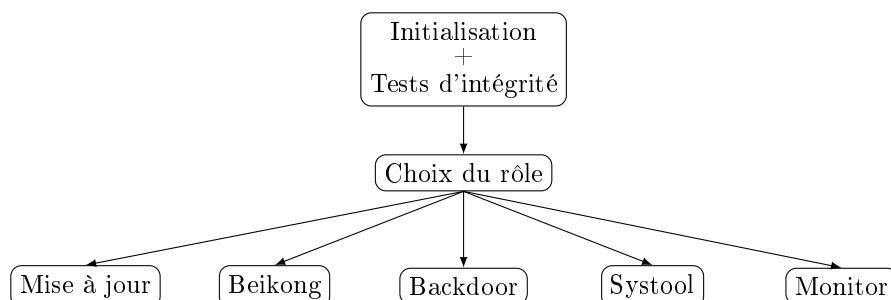 Initialisation
+
Tests d'intégrité
Choix du rôle
Mise à jour
Beikong
Backdoor
Systool
Monitor